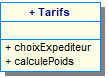 + Tarifs
+ choixExpediteur
+ calculePoids